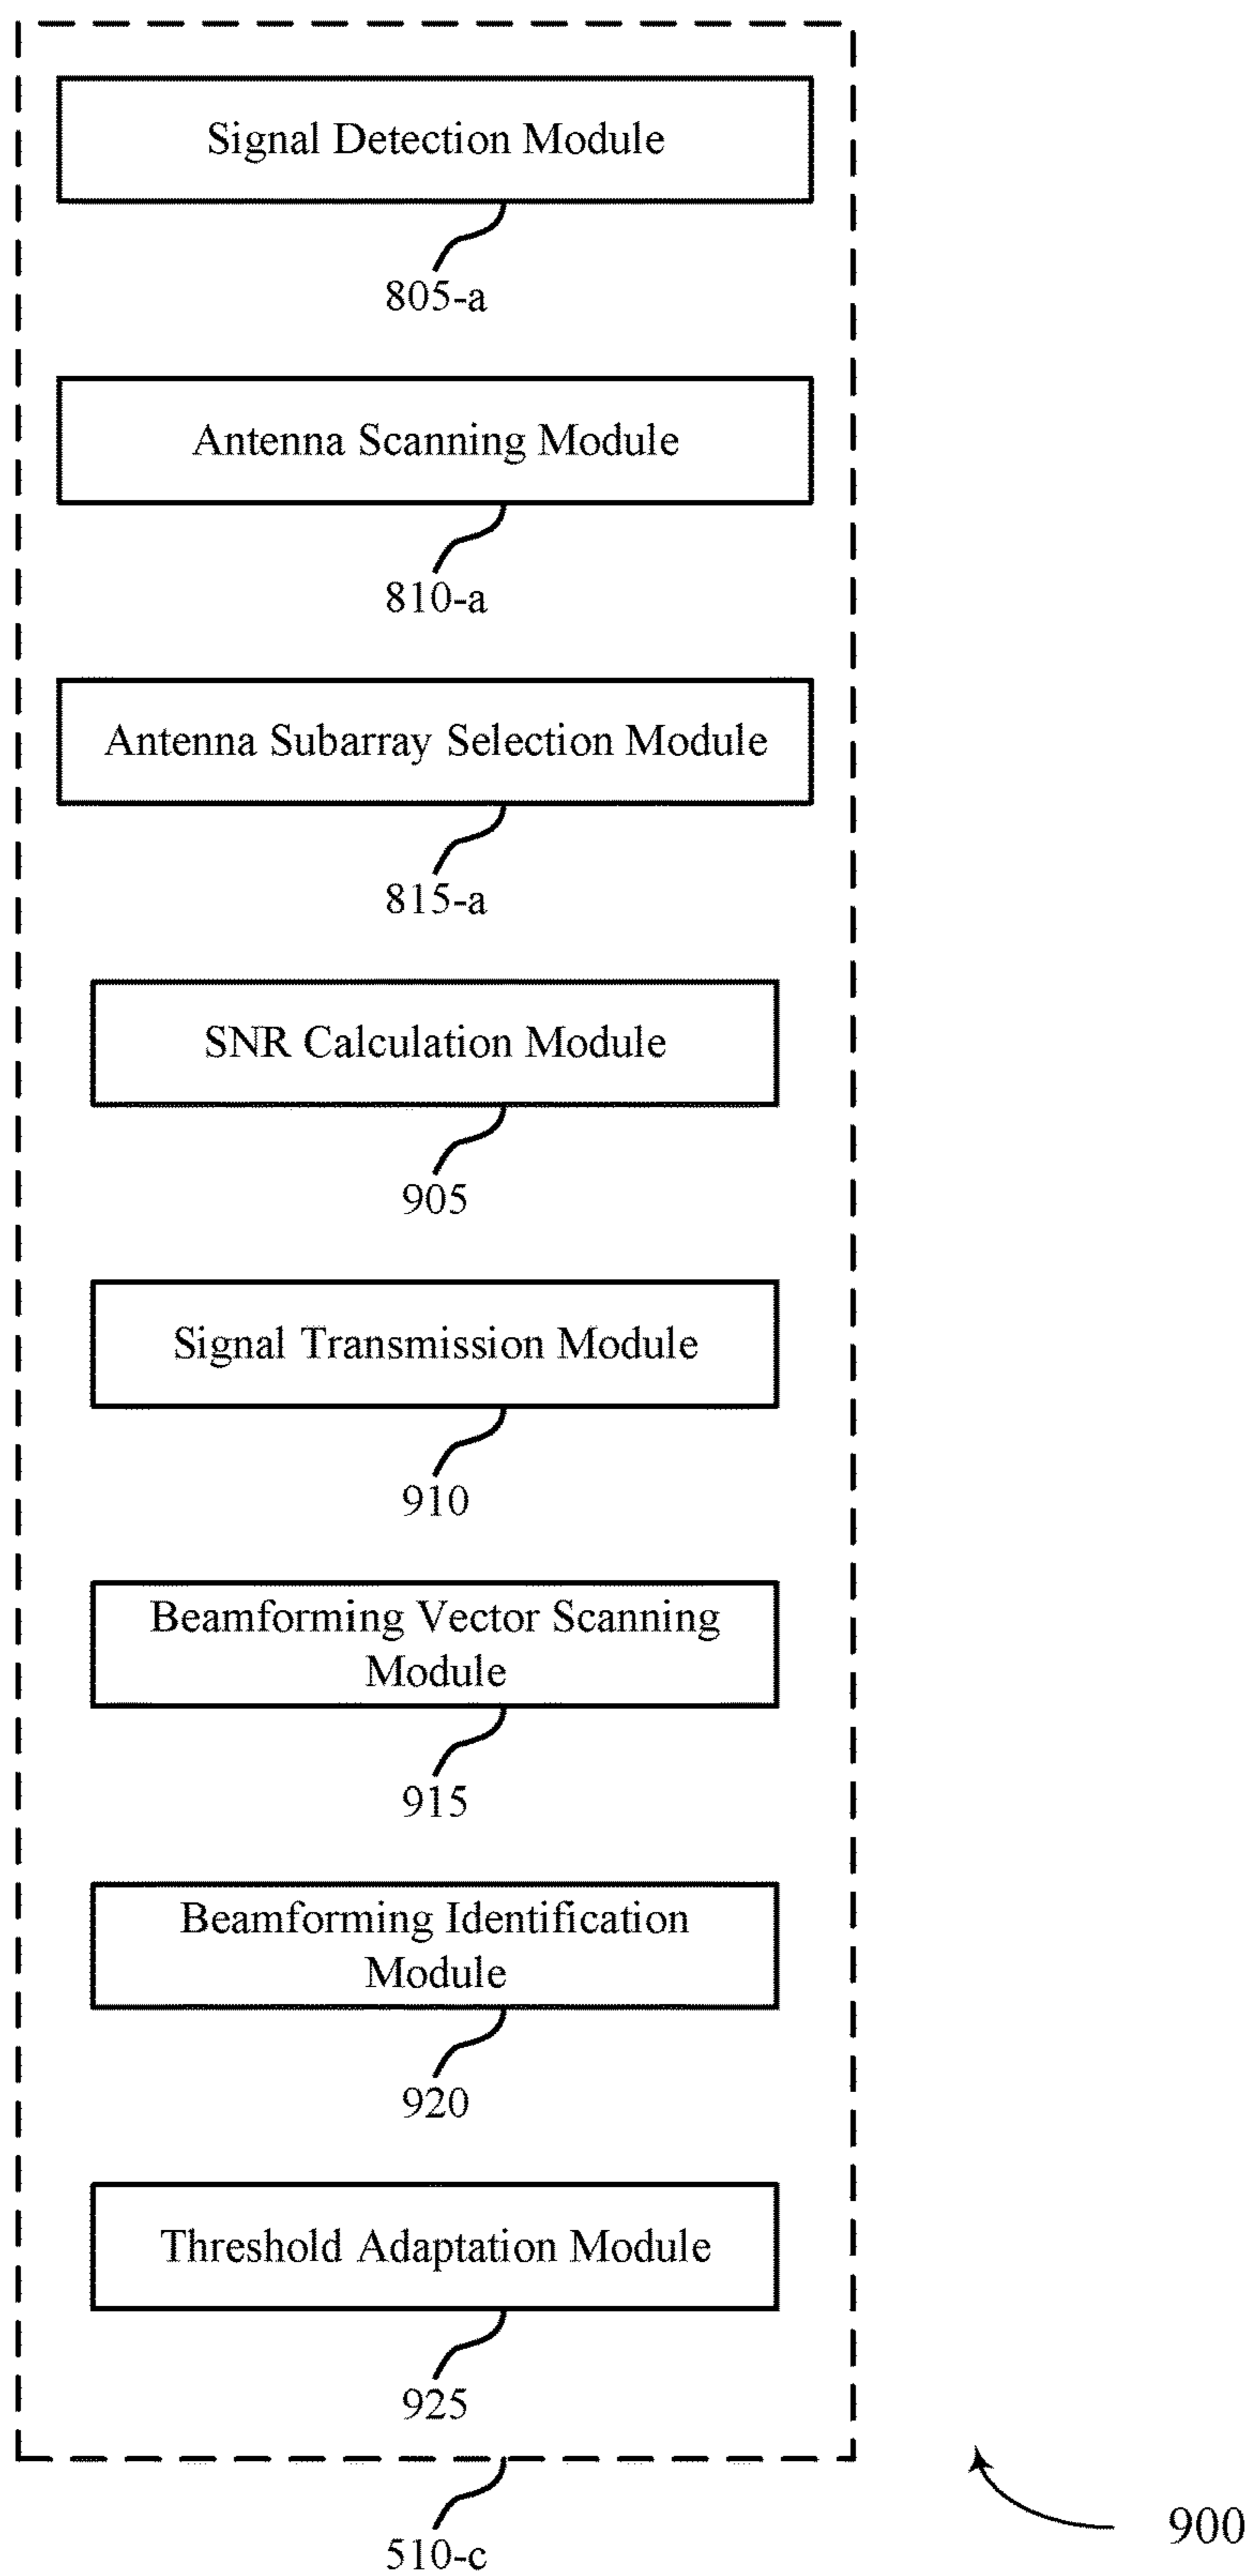 Signal Detection Module
805-a
Antenna Scanning Module
810-a
Antenna Subarray Selection Module
815-a
SNR Calculation Module
905
Signal Transmission Module
910
Beamforming Vector Scanning
Module
915
Beamforming Identification
Module
920
Threshold Adaptation Module
925
510-c
900